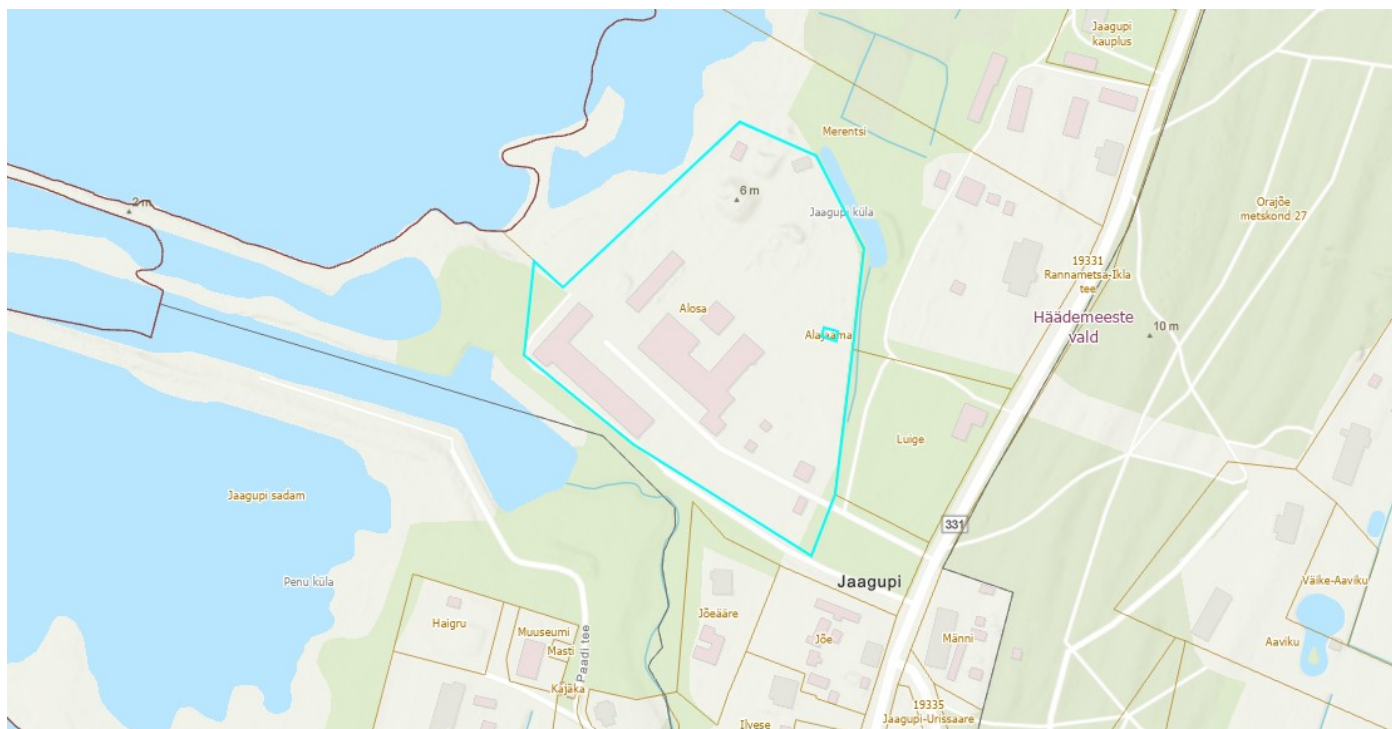 Jaagupi
kauplus
Merentsi
6 m
2 m
Jaagupi küla
Orajõe
metskond 27
19331
Rannametsa-Ikla
tee
Häädemeeste
vald
10 m
Alosa
Alajaama
Luige
Jaagupi sadam
331
Penu küla
Jaagupi
Väike-Aaviku
Haigru
Muuseumi
Masti
Paadi tee
Jõeääre
Jõe
Männi
Aaviku
Kajaka
19335
Jaagupi-Urissaare
Ilvese